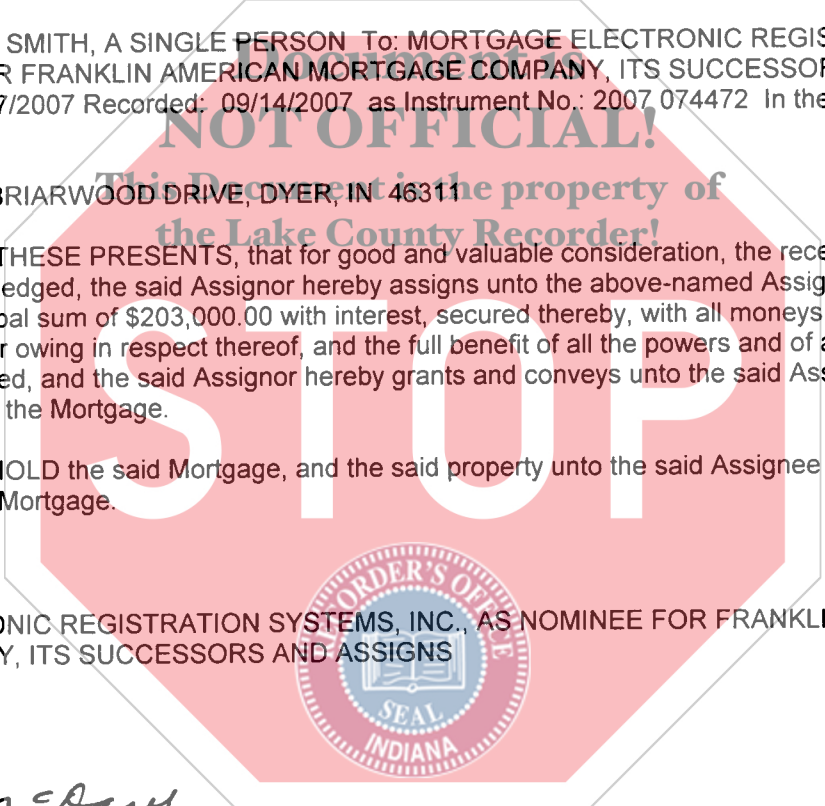 SMITH, A SINGLE PERSON To: MORTGAGE ELECTRONIC REGIS
R FRANKLIN AMERICAN MORTGAGE COMPANY, ITS SUCCESSOR
7/2007 Recorded: 09/14/2007 as Instrument No.: 2007 074472 In the
Document is
NOT OFFICIAL!
This Document is the property of
the Lake County Recorder!
BRIARWOOD DRIVE, DYER, IN 46311
THESE PRESENTS, that for good and valuable consideration, the rece
edged, the said Assignor hereby assigns unto the above-named Assig
pal sum of $203,000.00 with interest, secured thereby, with all moneys
r owing in respect thereof, and the full benefit of all the powers and of a
ed, and the said Assignor hereby grants and conveys unto the said Ass
the Mortgage.
STOP
HOLD the said Mortgage, and the said property unto the said Assignee
Mortgage.
RECORDER'S OFFICE
SEAL
INDIANA
ONIC REGISTRATION SYSTEMS, INC., AS NOMINEE FOR FRANKLI
Y, ITS SUCCESSORS AND ASSIGNS